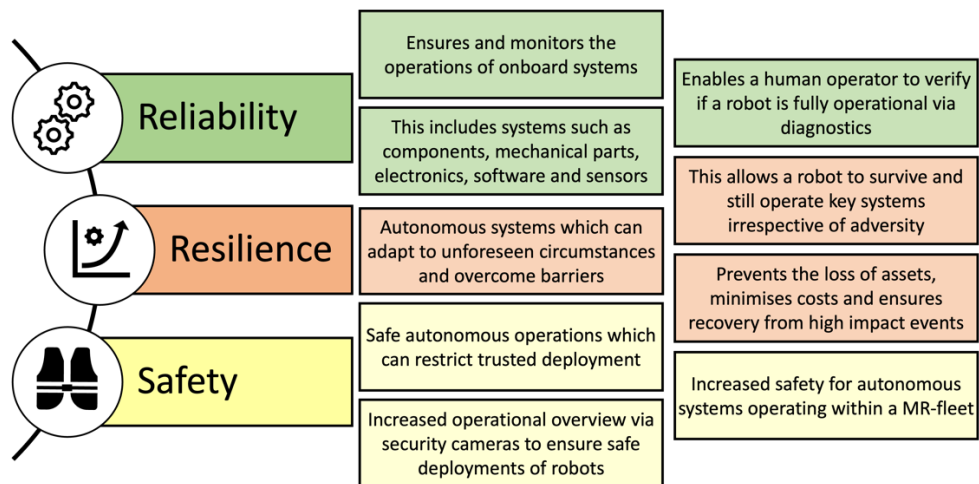 Reliability
Ensures and monitors the
operations of onboard systems
This includes systems such as
components, mechanical parts,
electronics, software and sensors
Enables a human operator to verify
if a robot is fully operational via
diagnostics
Resilience
Autonomous systems which can
adapt to unforeseen circumstances
and overcome barriers
This allows a robot to survive and
still operate key systems
irrespective of adversity
Prevents the loss of assets,
minimises costs and ensures
recovery from high impact events
Safety
Safe autonomous operations which
can restrict trusted deployment
Increased operational overview via
security cameras to ensure safe
deployments of robots
Increased safety for autonomous
systems operating within a MR-fleet